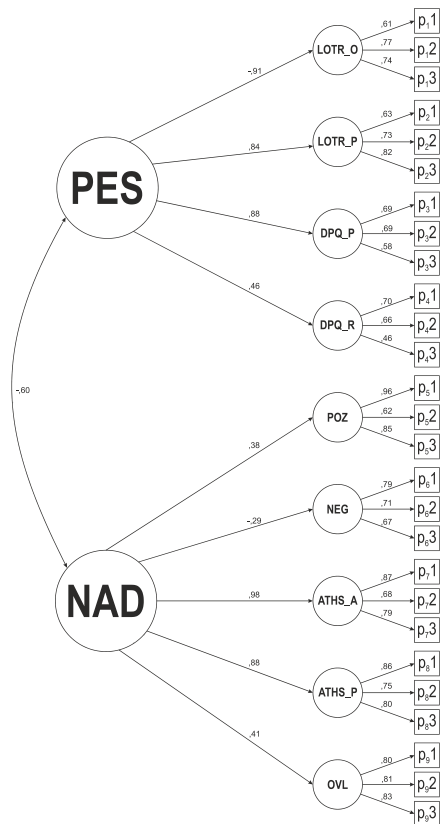 ,61
p₁1
LOTR_O
,77
p₁2
,74
p₁3
-,91
,63
p₂1
LOTR_P
,73
p₂2
,82
p₂3
,84
PES
,69
p₃1
,88
DPQ_P
,69
p₃2
,58
p₃3
,46
,70
p₄1
DPQ_R
,66
p₄2
,46
p₄3
-,60
,96
p₅1
POZ
,62
p₅2
,85
p₅3
,38
,79
p₆1
NEG
,71
p₆2
,67
p₆3
-,29
,87
p₇1
NAD
,98
ATHS_A
,68
p₇2
,79
p₇3
,88
,86
p₈1
ATHS_P
,75
p₈2
,80
p₈3
,41
,80
p₉1
OVL
,81
p₉2
,83
p₉3